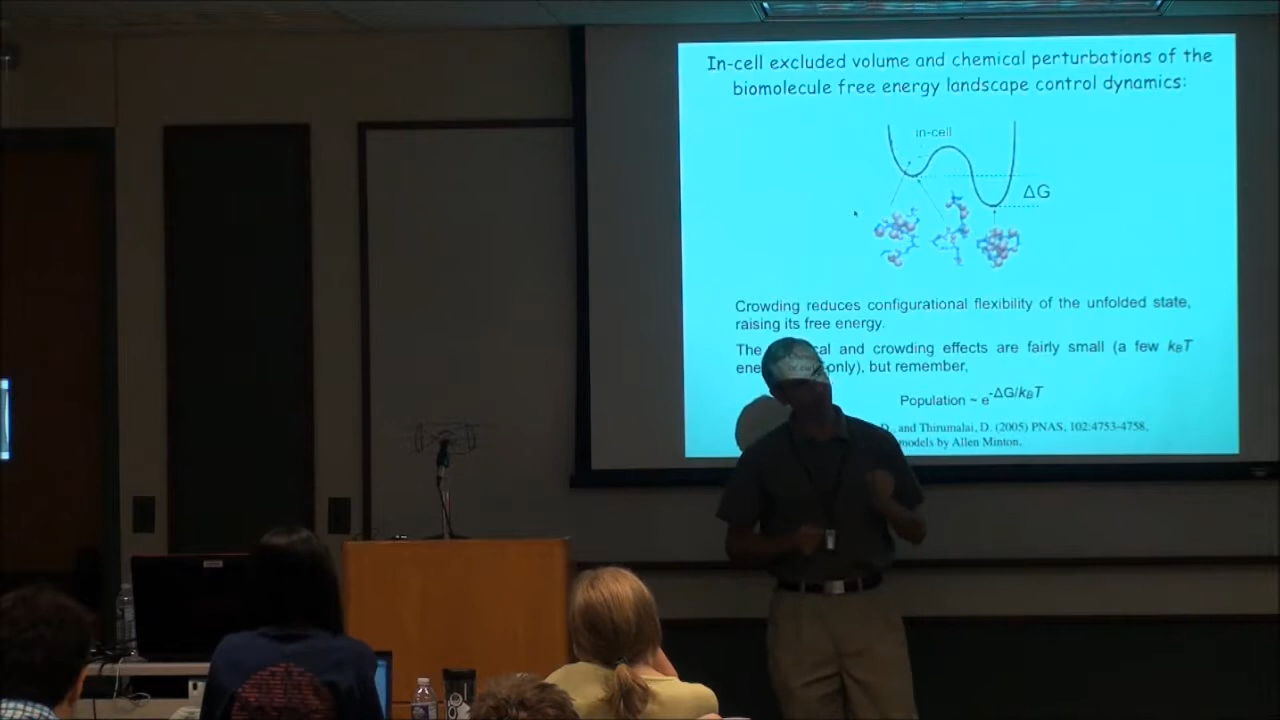 In-cell excluded volume and chemical perturbations of the
biomolecule free energy landscape control dynamics:
in-cell
ΔG
Crowding reduces configurational flexibility of the unfolded state,
raising its free energy.
The cal and crowding effects are fairly small (a few kBT
ene only), but remember,
Population ~ e-ΔG/kBT
D. and Thirumalai, D. (2005) PNAS, 102:4753-4758,
models by Allen Minton.